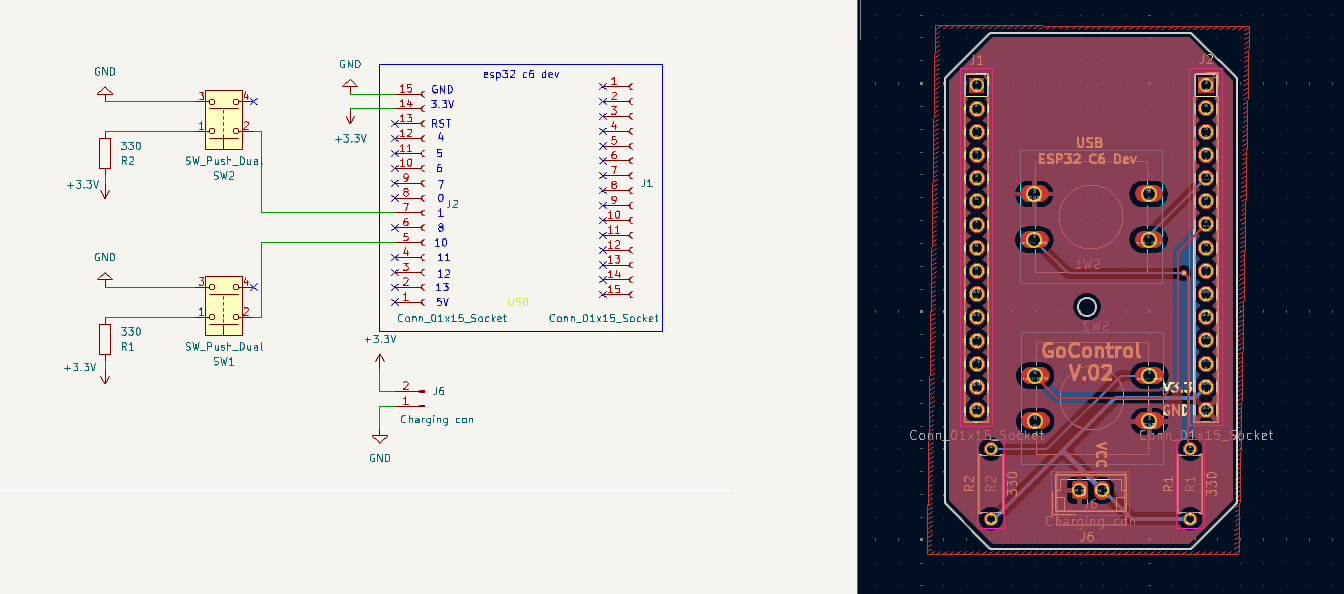 GND
3
4
1
2
330
R2
+3.3V
SW_Push_Dual
SW2
GND
3
4
1
2
330
R1
+3.3V
SW_Push_Dual
SW1
GND
+3.3V
esp32 c6 dev
15 GND
14 3.3V
13 RST
12 4
11 5
10 6
9 7
8 0
7 1
6 8
5 10
4 11
3 12
2 13
1 5V
J2
1
2
3
4
5
6
7
8
9
10
11
12
13
14
15
J1
USB
Conn_01x15_Socket
Conn_01x15_Socket
+3.3V
2
1
J6
Charging con
GND
J1
J2
USB
ESP32 C6 Dev
SW1
SW2
GoControl
V.02
V3.3
GND
Conn_01x15_Socket
Conn_01x15_Socket
VCC
R2
R2
330
R1
R1
330
J6
Charging con
J6